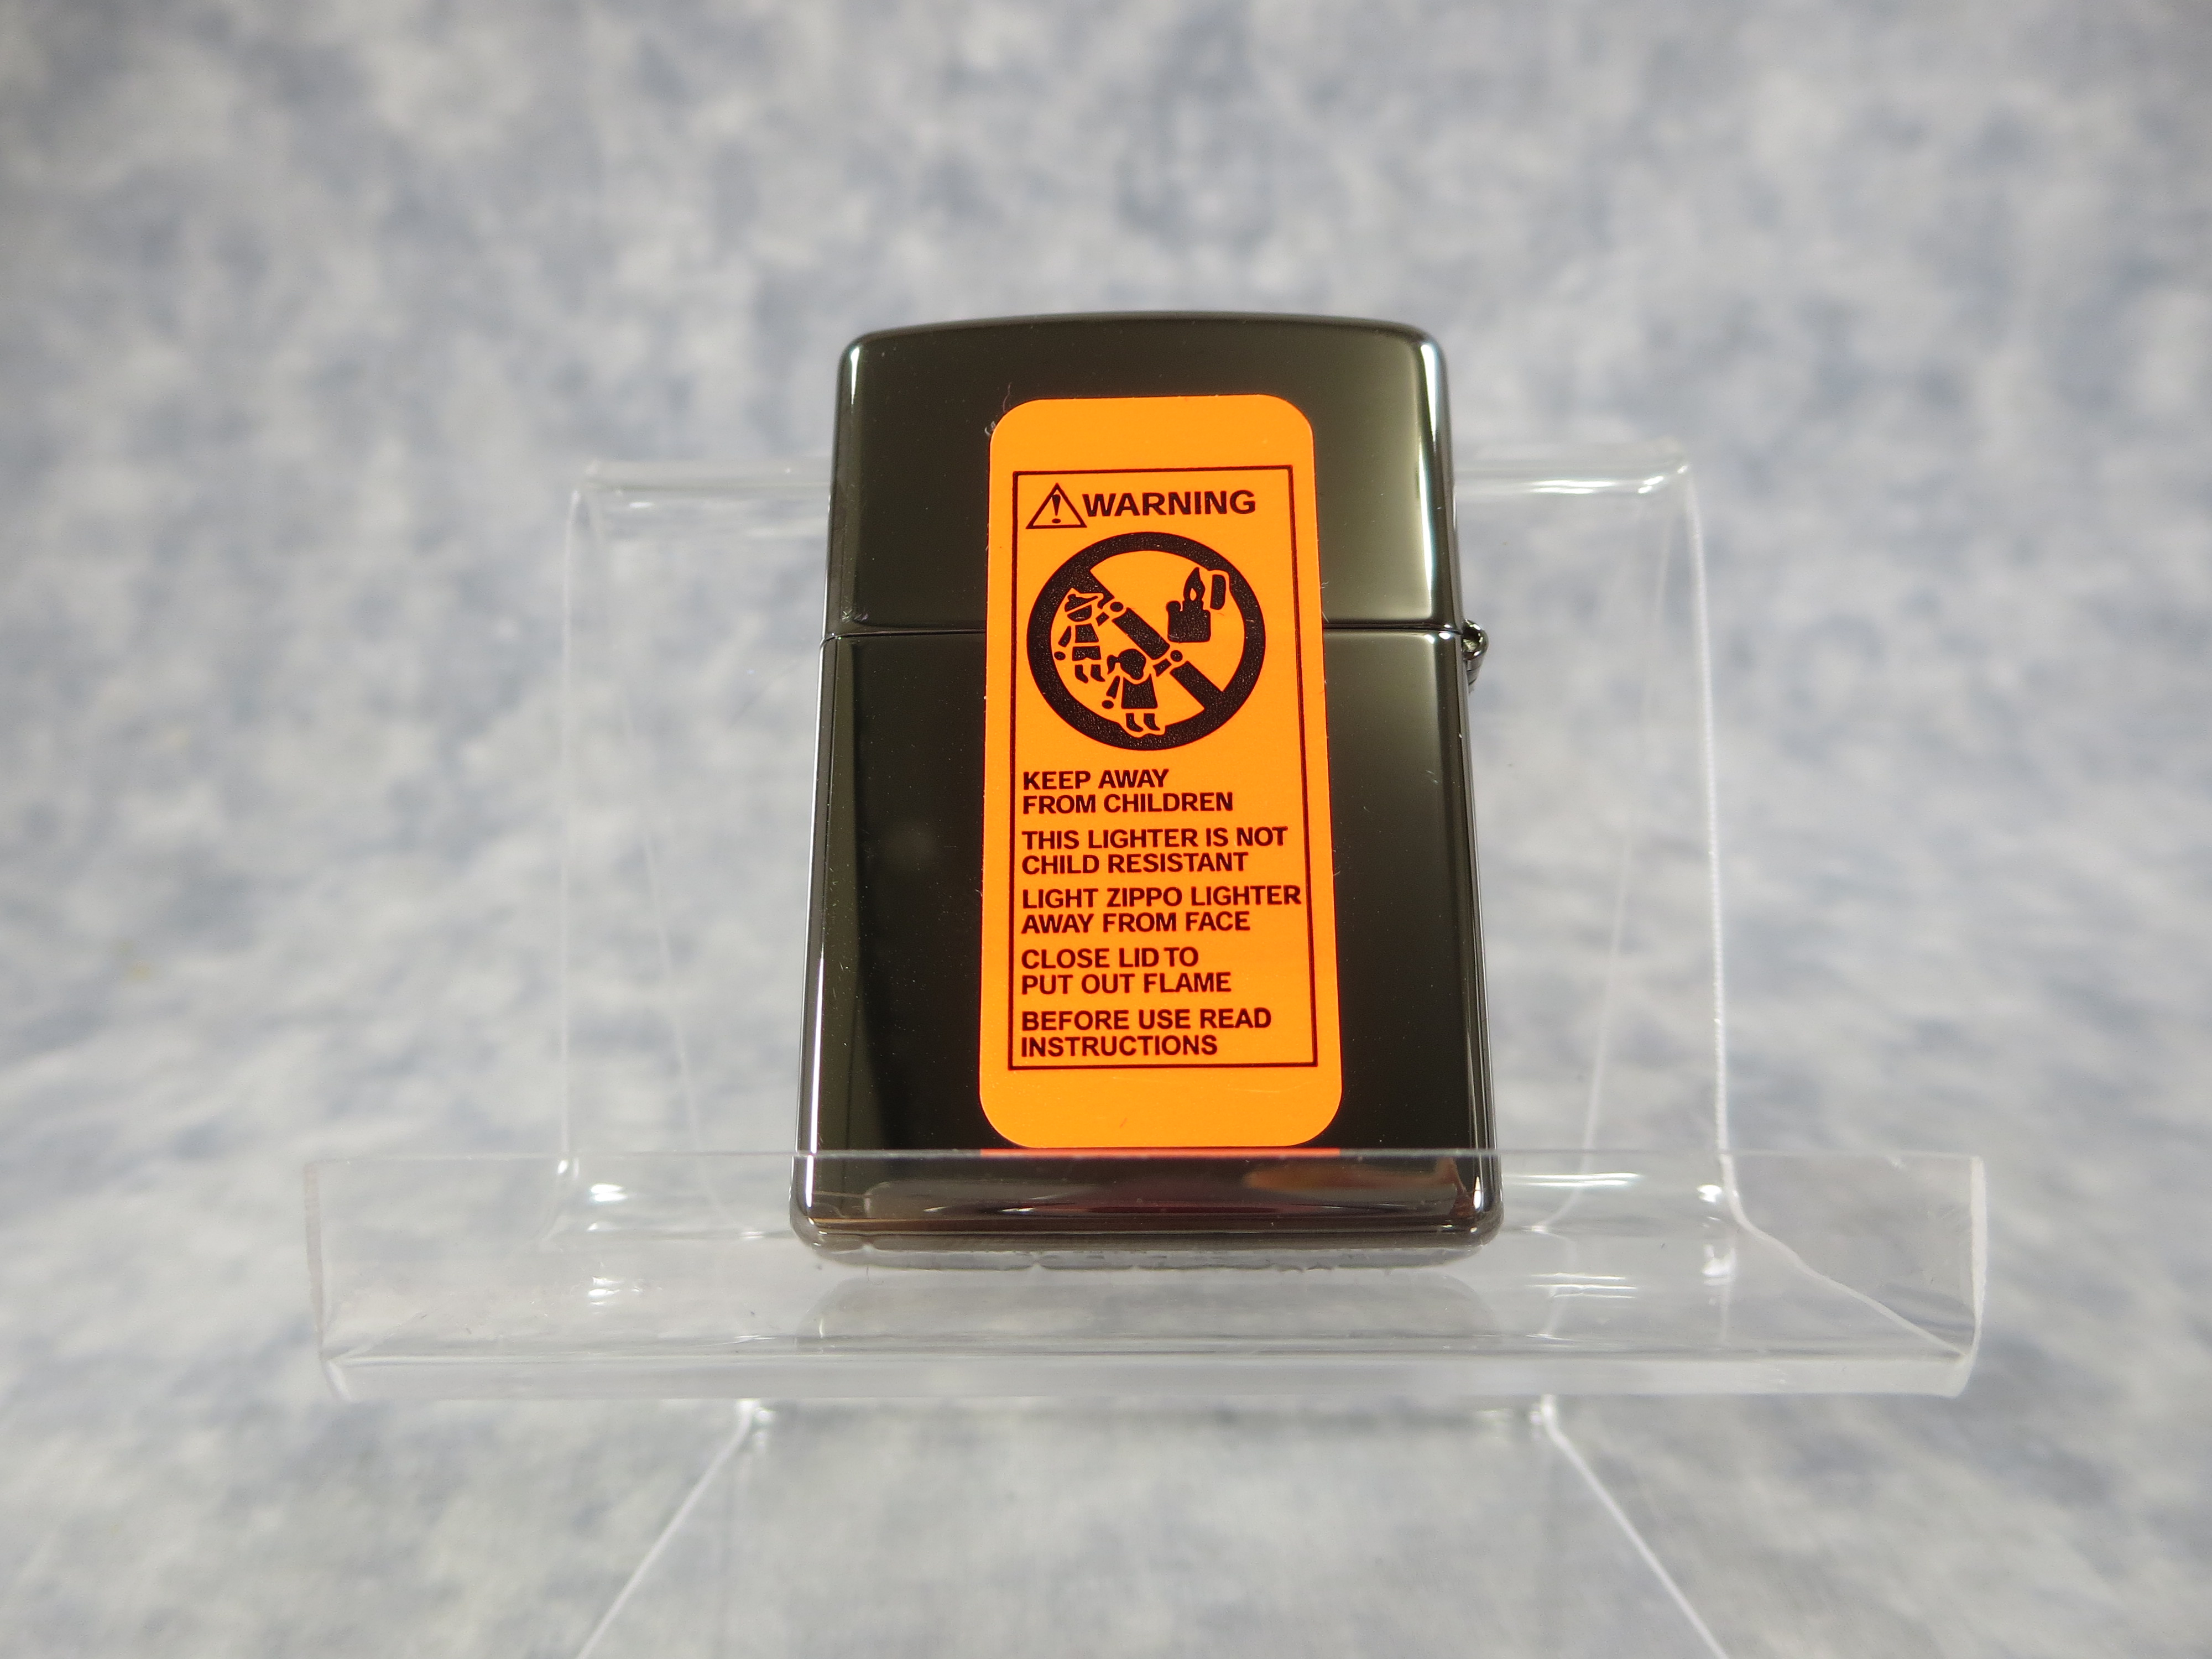 WARNING
KEEP AWAY
FROM CHILDREN
THIS LIGHTER IS NOT
CHILD RESISTANT
LIGHT ZIPPO LIGHTER
AWAY FROM FACE
CLOSE LID TO
PUT OUT FLAME
BEFORE USE READ
INSTRUCTIONS